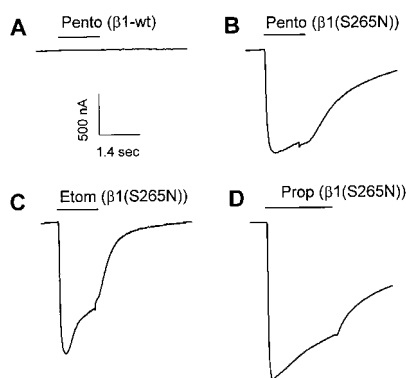 A
Pento (β1-wt)
500 nA
1.4 sec
B
Pento (β1(S265N))
C
Etom (β1(S265N))
D
Prop (β1(S265N))